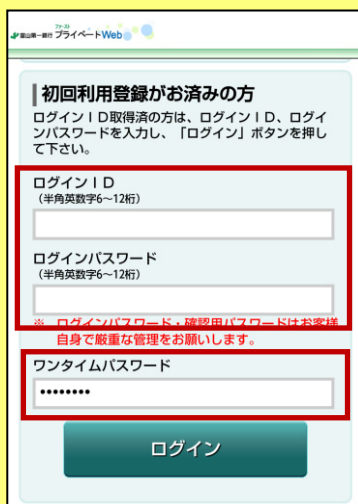 富山第一銀行 ファースト プライベートWeb
初回利用登録がお済みの方
ログインＩＤ取得済の方は、ログインＩＤ、ログイ
ンパスワードを入力し、「ログイン」ボタンを押し
て下さい。
ログインＩＤ
（半角英数字6～12桁）
ログインパスワード
（半角英数字6～12桁）
※　ログインパスワード・確認用パスワードはお客様
自身で厳重な管理をお願いします。
ワンタイムパスワード
••••••••
ログイン